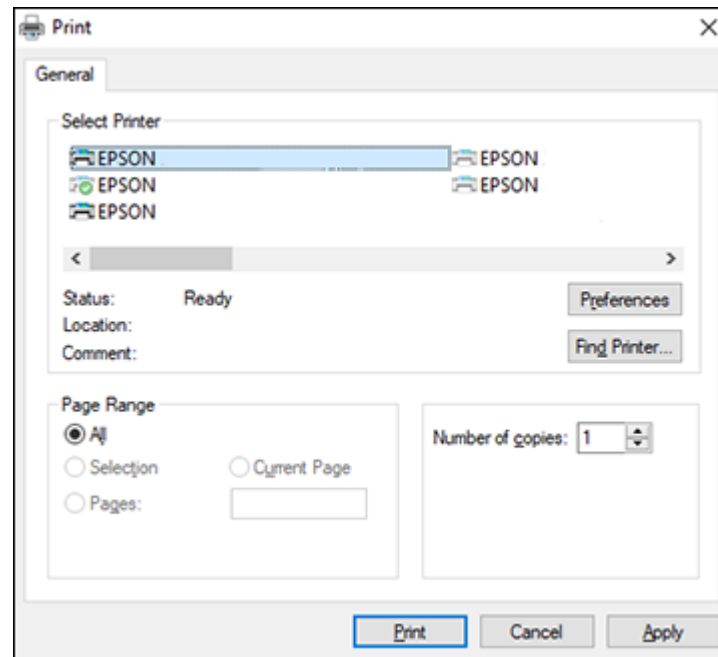 Print
General
Select Printer
EPSON EPSON
EPSON EPSON
EPSON
Status: Ready
Preferences
Location:
Comment:
Find Printer...
Page Range
All
Number of copies: 1
Selection Current Page
Pages:
Print Cancel Apply